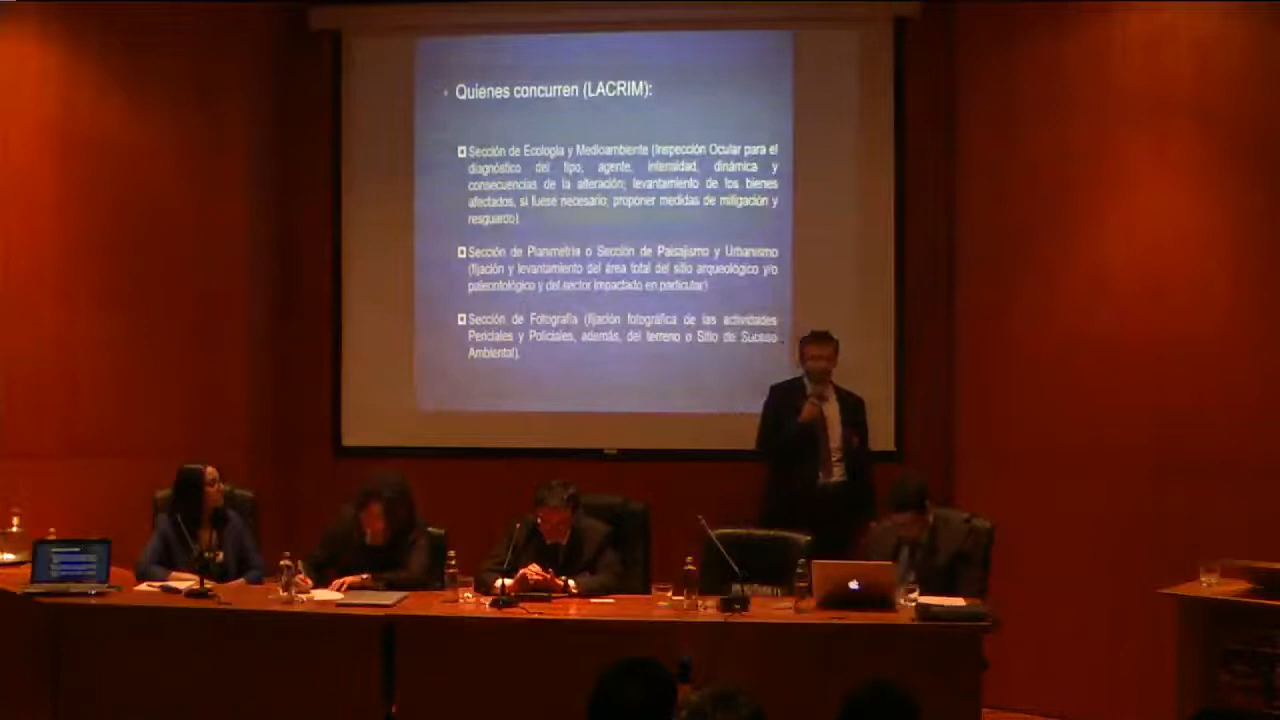 • Quienes concurren (LACRIM):
Sección de Ecología y Medioambiente (Inspección Ocular para el
diagnóstico del tipo, agente, intensidad, dinámica y
consecuencias de la alteración; levantamiento de los bienes
afectados, si fuese necesario; proponer medidas de mitigación y
resguardo).
Sección de Planimetría o Sección de Paisajismo y Urbanismo
(fijación y levantamiento del área total del sitio arqueológico y/o
paleontológico y del sector impactado en particular)
Sección de Fotografía (fijación fotográfica de las actividades
Periciales y Policiales, además, del terreno o Sitio de Suceso
Ambiental).